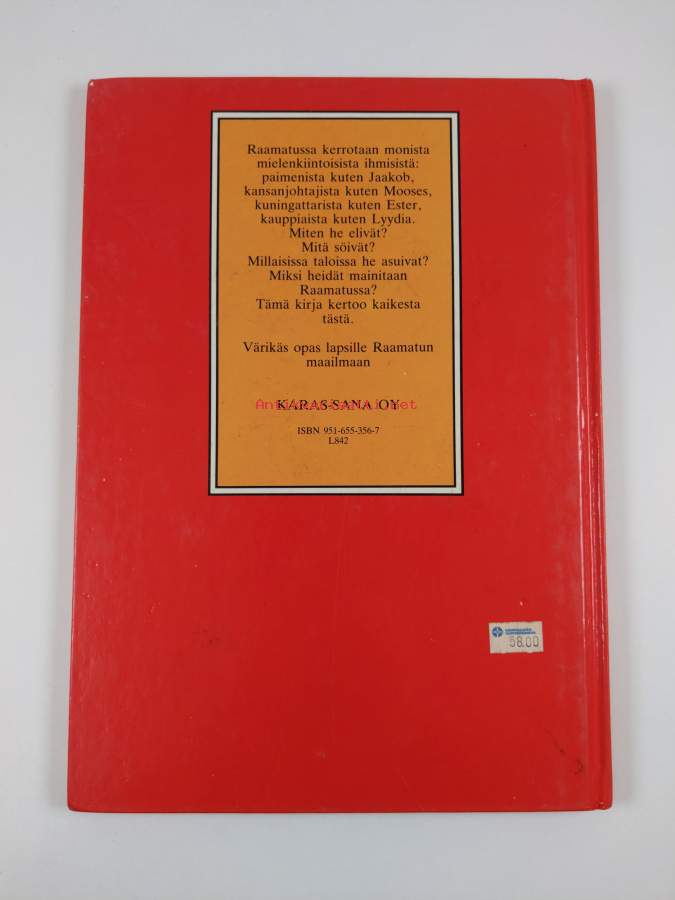 Raamatussa kerrotaan monista
mielenkiintoisista ihmisistä:
paimenista kuten Jaakob,
kansanjohtajista kuten Mooses,
kuningattarista kuten Ester,
kauppiaista kuten Lyydia.
Miten he elivät?
Mitä söivät?
Millaisissa taloissa he asuivat?
Miksi heidät mainitaan
Raamatussa?
Tämä kirja kertoo kaikesta
tästä.
Värikäs opas lapsille Raamatun
maailmaan
KARAS-SANA OY
ISBN 951-655-356-7
L842
58.00